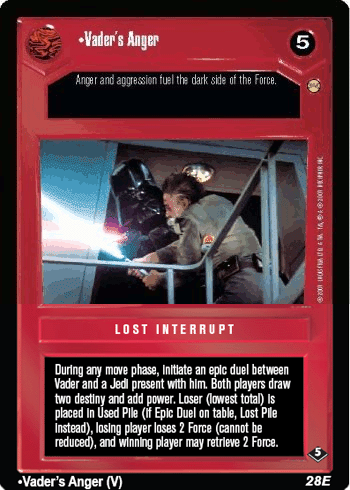 •Vader's Anger
5
Anger and aggression fuel the dark side of the Force.
LOST INTERRUPT
During any move phase, initiate an epic duel between
Vader and a Jedi present with him. Both players draw
two destiny and add power. Loser (lowest total) is
placed in Used Pile (if Epic Duel on table, Lost Pile
instead), losing player loses 2 Force (cannot be
reduced), and winning player may retrieve 2 Force.
5
•Vader's Anger (V)
28E